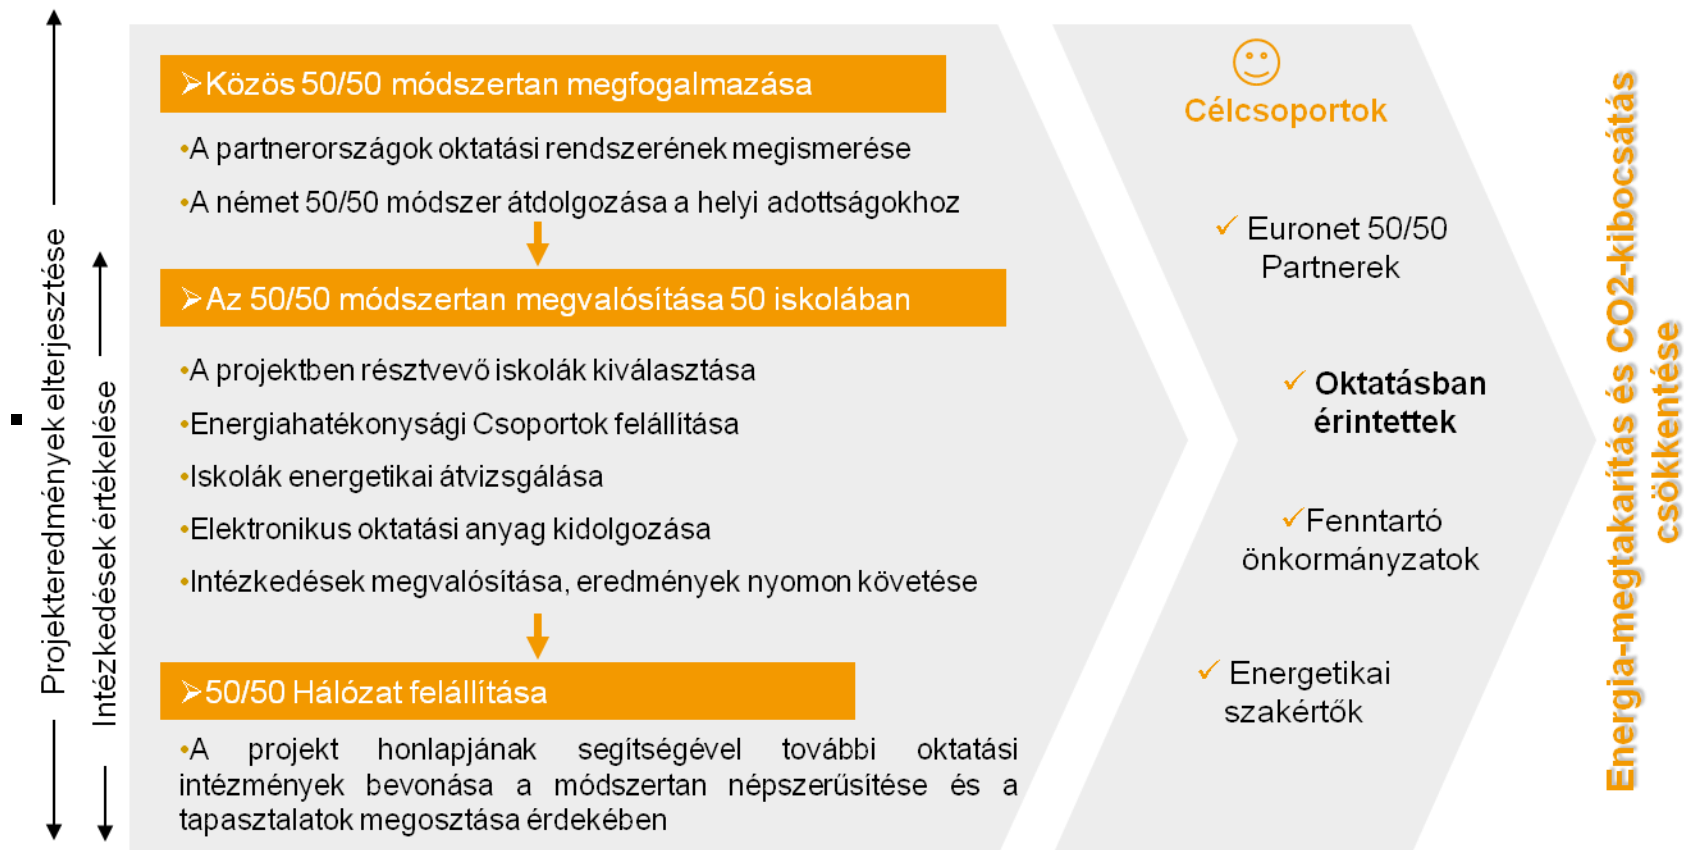 Projekteredmények elterjesztése
Intézkedések értékelése
➢Közös 50/50 módszertan megfogalmazása
•A partnerországok oktatási rendszerének megismerése
•A német 50/50 módszer átdolgozása a helyi adottságokhoz
➢Az 50/50 módszertan megvalósítása 50 iskolában
•A projektben résztvevő iskolák kiválasztása
•Energiahatékonysági Csoportok felállítása
•Iskolák energetikai átvizsgálása
•Elektronikus oktatási anyag kidolgozása
•Intézkedések megvalósítása, eredmények nyomon követése
➢50/50 Hálózat felállítása
•A projekt honlapjának segítségével további oktatási
intézmények bevonása a módszertan népszerűsítése és a
tapasztalatok megosztása érdekében
Célcsoportok
✓ Euronet 50/50
Partnerek
✓ Oktatásban
érintettek
✓Fenntartó
önkormányzatok
✓ Energetikai
szakértők
Energia-megtakarítás és CO2-kibocsátás
csökkentése